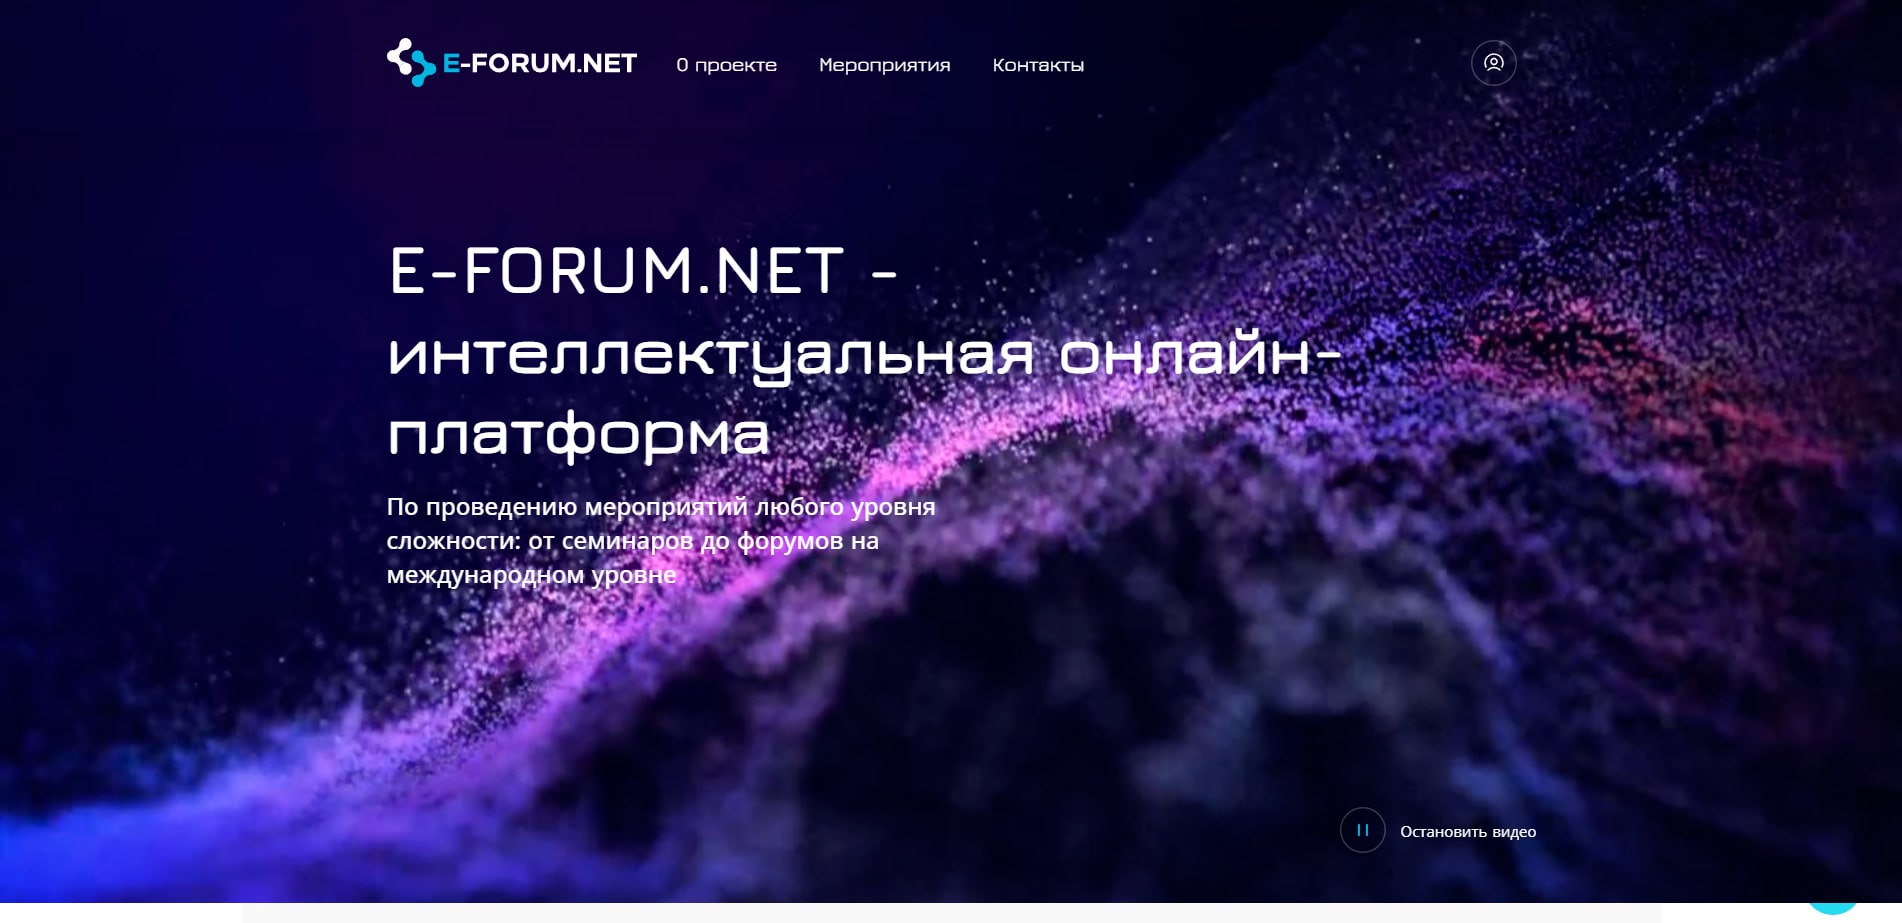 E-FORUM.NET
О проекте
Мероприятия
Контакты
E-FORUM.NET -
интеллектуальная онлайн-
платформа
По проведению мероприятий любого уровня
сложности: от семинаров до форумов на
международном уровне
Остановить видео